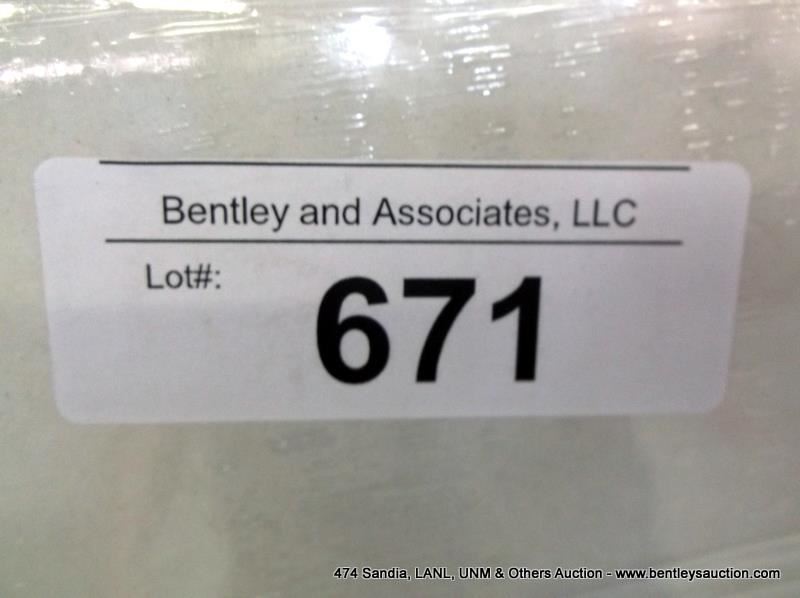 Bentley and Associates, LLC
Lot#:
671
474 Sandia, LANL, UNM & Others Auction - www.bentleysauction.com